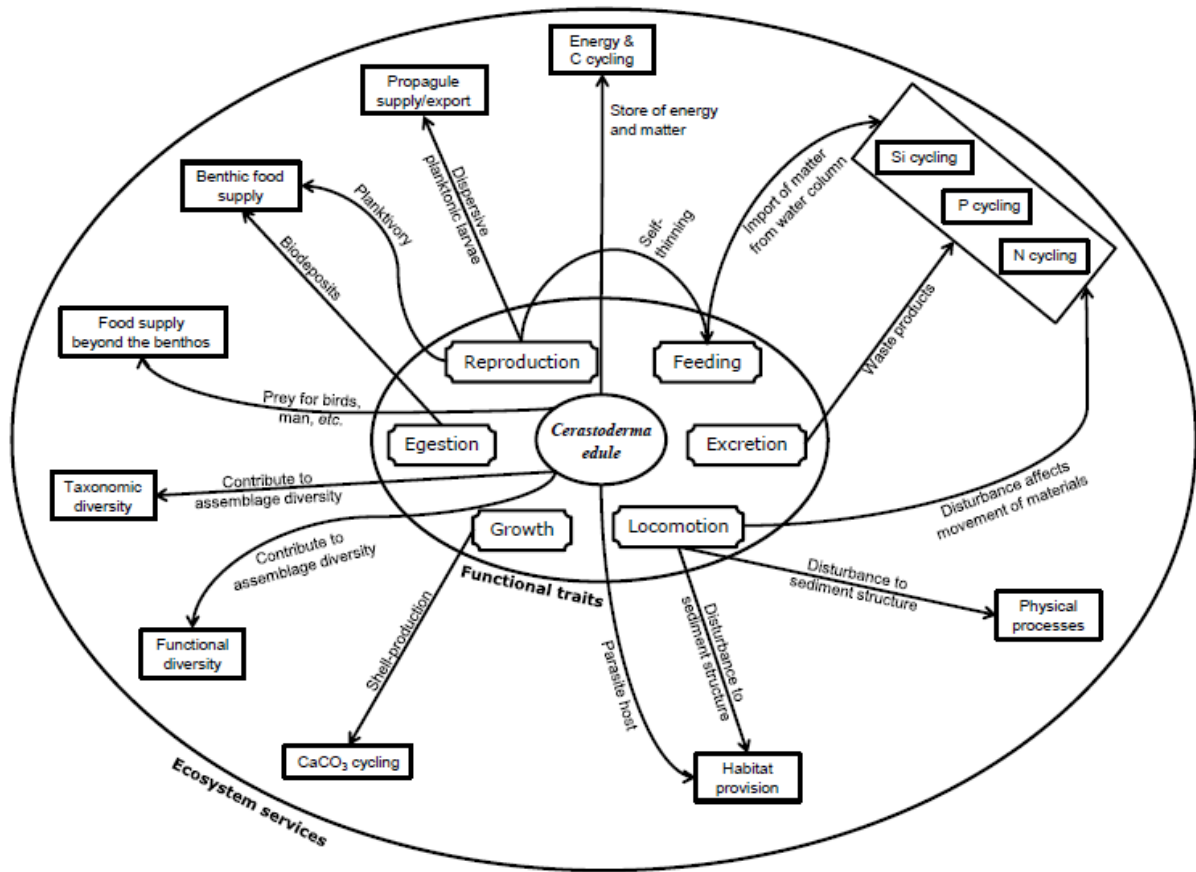 Energy &
C cycling
Propagule
supply/export
Store of energy
and matter
Si cycling
P cycling
N cycling
Import of matter
from water column
Benthic food
supply
Planktivory
Dispersive
planktonic larvae
Self-
thinning
Biodeposits
Waste products
Food supply
beyond the benthos
Reproduction
Feeding
Prey for birds,
man, etc.
Egestion
Cerastoderma
edule
Excretion
Taxonomic
diversity
Contribute to
assemblage diversity
Disturbance affects
movement of materials
Growth
Locomotion
Contribute to
assemblage diversity
Functional traits
Disturbance to
sediment structure
Physical
processes
Functional
diversity
Shell-production
Parasite host
Disturbance to
sediment structure
CaCO₃ cycling
Habitat
provision
Ecosystem services